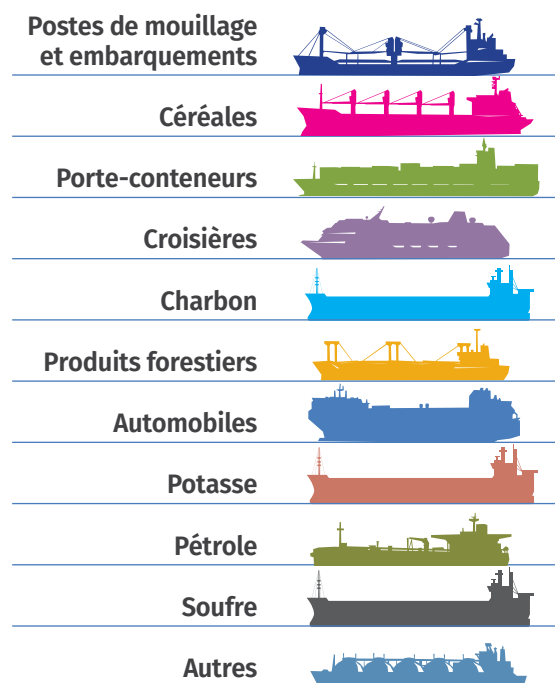 Postes de mouillage
et embarquements
Céréales
Porte-conteneurs
Croisières
Charbon
Produits forestiers
Automobiles
Potasse
Pétrole
Soufre
Autres